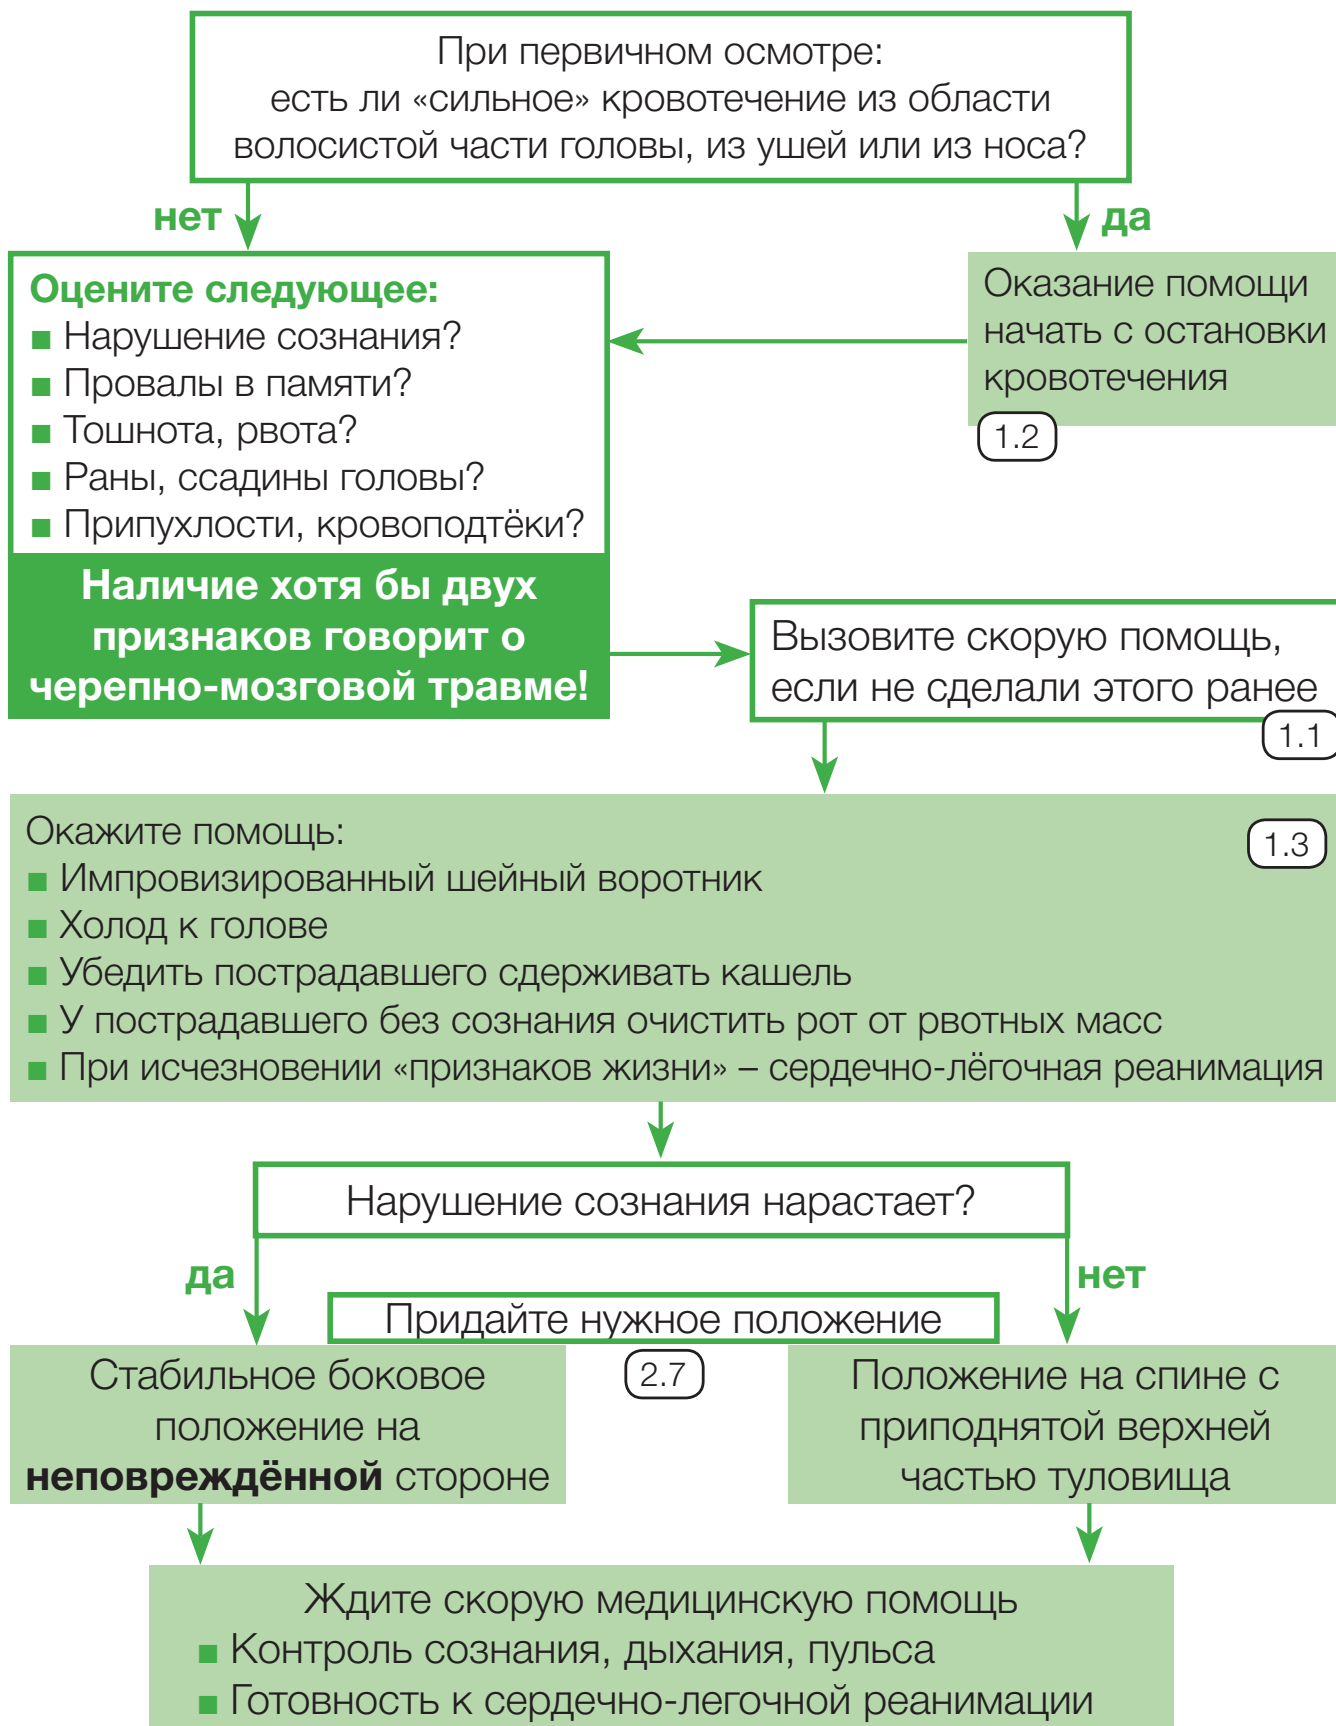 При первичном осмотре:
есть ли «сильное» кровотечение из области
волосистой части головы, из ушей или из носа?
нет
да
Оцените следующее:
■ Нарушение сознания?
■ Провалы в памяти?
■ Тошнота, рвота?
■ Раны, ссадины головы?
■ Припухлости, кровоподтёки?
Наличие хотя бы двух
признаков говорит о
черепно-мозговой травме!
Оказание помощи
начать с остановки
кровотечения
1.2
Вызовите скорую помощь,
если не сделали этого ранее
1.1
Окажите помощь:
1.3
■ Импровизированный шейный воротник
■ Холод к голове
■ Убедить пострадавшего сдерживать кашель
■ У пострадавшего без сознания очистить рот от рвотных масс
■ При исчезновении «признаков жизни» – сердечно-лёгочная реанимация
Нарушение сознания нарастает?
да
нет
Придайте нужное положение
2.7
Стабильное боковое
положение на
неповреждённой стороне
Положение на спине с
приподнятой верхней
частью туловища
Ждите скорую медицинскую помощь
■ Контроль сознания, дыхания, пульса
■ Готовность к сердечно-легочной реанимации